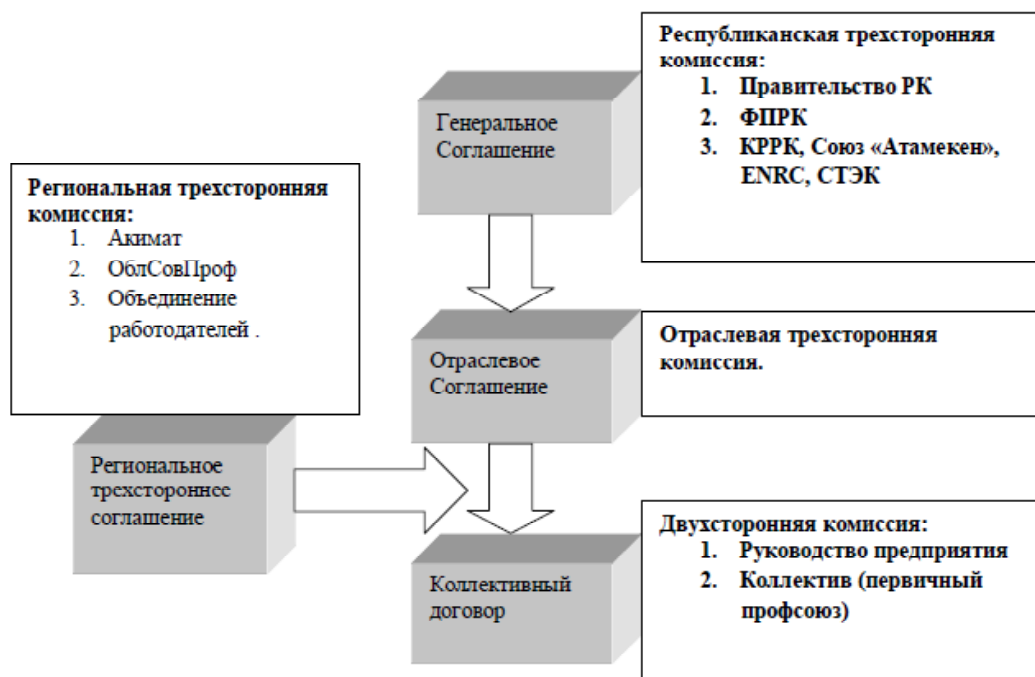 Республиканская трехсторонняя
комиссия:
1. Правительство РК
2. ФПРК
3. КРРК, Союз «Атамекен»,
ENRC, СТЭК
Генеральное
Соглашение
Региональная трехсторонняя
комиссия:
1. Акимат
2. ОблСовПроф
3. Объединение
работодателей .
Отраслевое
Соглашение
Отраслевая трехсторонняя
комиссия.
Региональное
трехстороннее
соглашение
Двухсторонняя комиссия:
1. Руководство предприятия
2. Коллектив (первичный
профсоюз)
Коллективный
договор